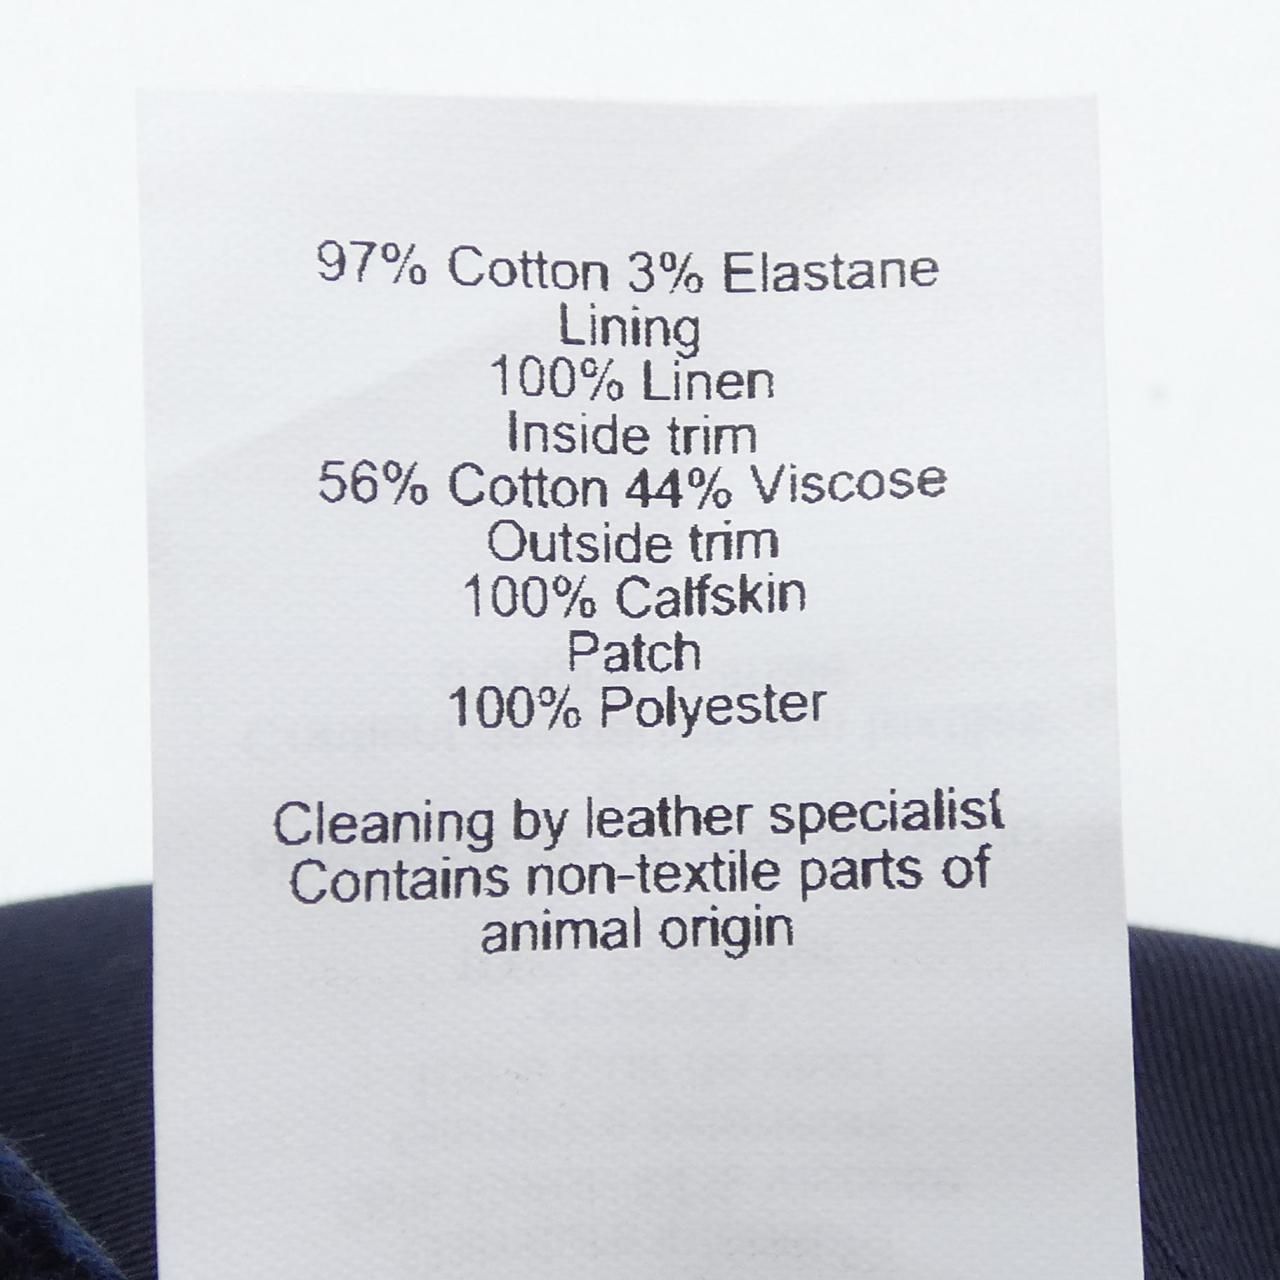 97% Cotton 3% Elastane
Lining
100% Linen
Inside trim
56% Cotton 44% Viscose
Outside trim
100% Calfskin
Patch
100% Polyester
Cleaning by leather specialist
Contains non-textile parts of
animal origin